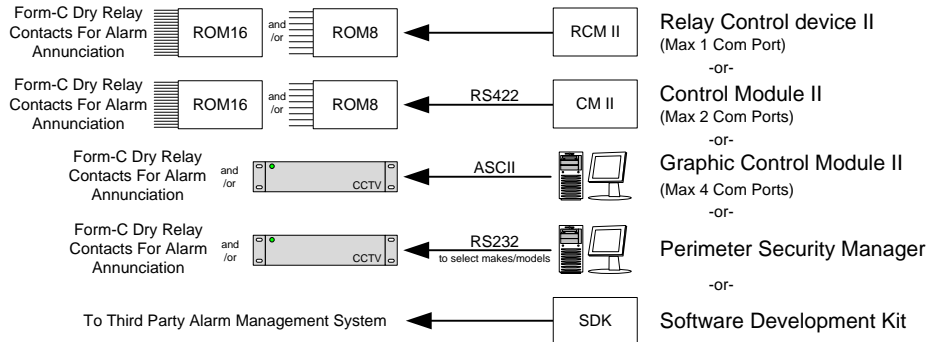 Form-C Dry Relay
Contacts For Alarm
Annunciation
ROM16
and
/or
ROM8
RCM II
Relay Control device II
(Max 1 Com Port)
-or-
Form-C Dry Relay
Contacts For Alarm
Annunciation
ROM16
and
/or
ROM8
RS422
CM II
Control Module II
(Max 2 Com Ports)
-or-
Form-C Dry Relay
Contacts For Alarm
Annunciation
and
/or
CCTV
ASCII
Graphic Control Module II
(Max 4 Com Ports)
-or-
Form-C Dry Relay
Contacts For Alarm
Annunciation
and
/or
CCTV
RS232
to select makes/models
Perimeter Security Manager
-or-
To Third Party Alarm Management System
SDK
Software Development Kit